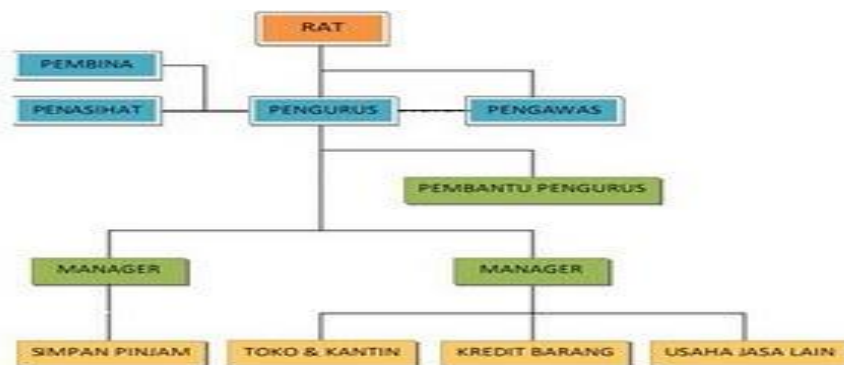 RAT
PEMBINA
PENASIHAT
PENGURUS
PENGAWAS
PEMBANTU PENGURUS
MANAGER
MANAGER
SIMPAN PINJAM
TOKO & KANTIN
KREDIT BARANG
USAHA JASA LAIN